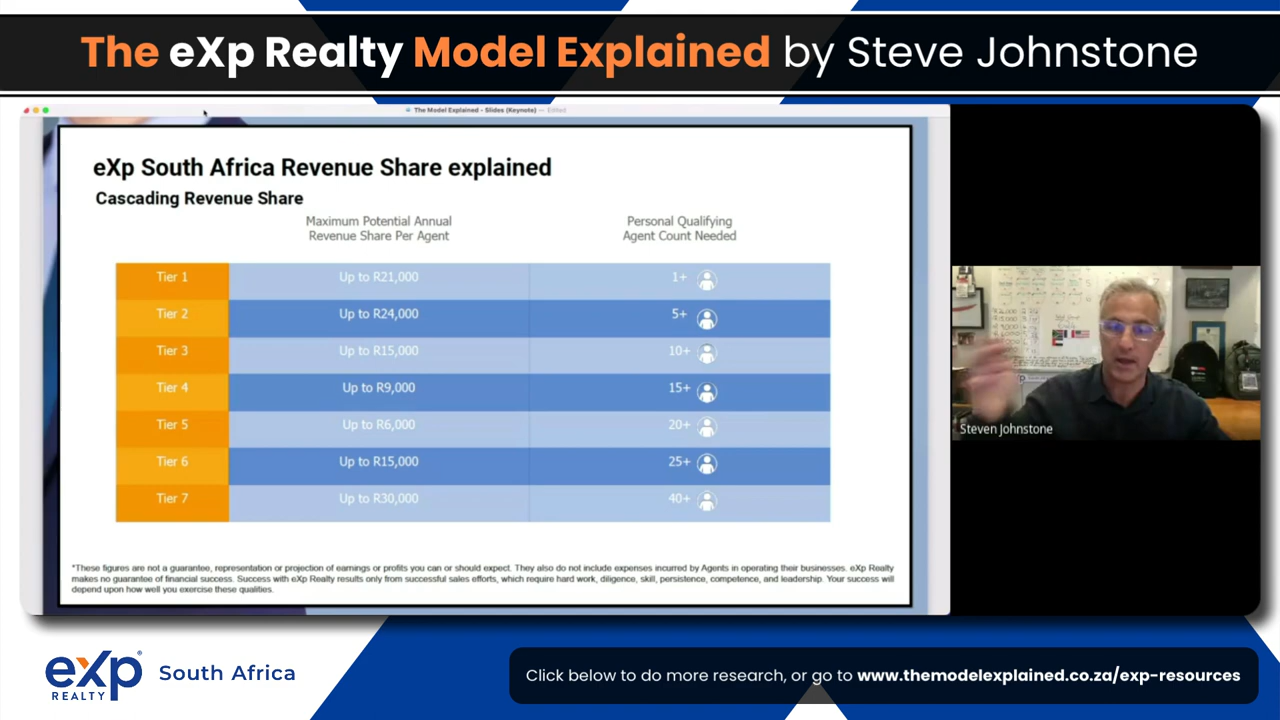 The eXp Realty Model Explained by Steve Johnstone
The Model Explained - Slides (Keynote) — Edited
eXp South Africa Revenue Share explained
Cascading Revenue Share
Maximum Potential Annual
Revenue Share Per Agent
Personal Qualifying
Agent Count Needed
Tier 1 Up to R21,000 1+
Tier 2 Up to R24,000 5+
Tier 3 Up to R15,000 10+
Tier 4 Up to R9,000 15+
Tier 5 Up to R6,000 20+
Tier 6 Up to R15,000 25+
Tier 7 Up to R30,000 40+
*These figures are not a guarantee, representation or projection of earnings or profits you can or should expect. They also do not include expenses incurred by Agents in operating their businesses. eXp Realty
makes no guarantee of financial success. Success with eXp Realty results only from successful sales efforts, which require hard work, diligence, skill, persistence, competence, and leadership. Your success will
depend upon how well you exercise these qualities.
Steven Johnstone
eXp
REALTY
South Africa
Click below to do more research, or go to www.themodelexplained.co.za/exp-resources